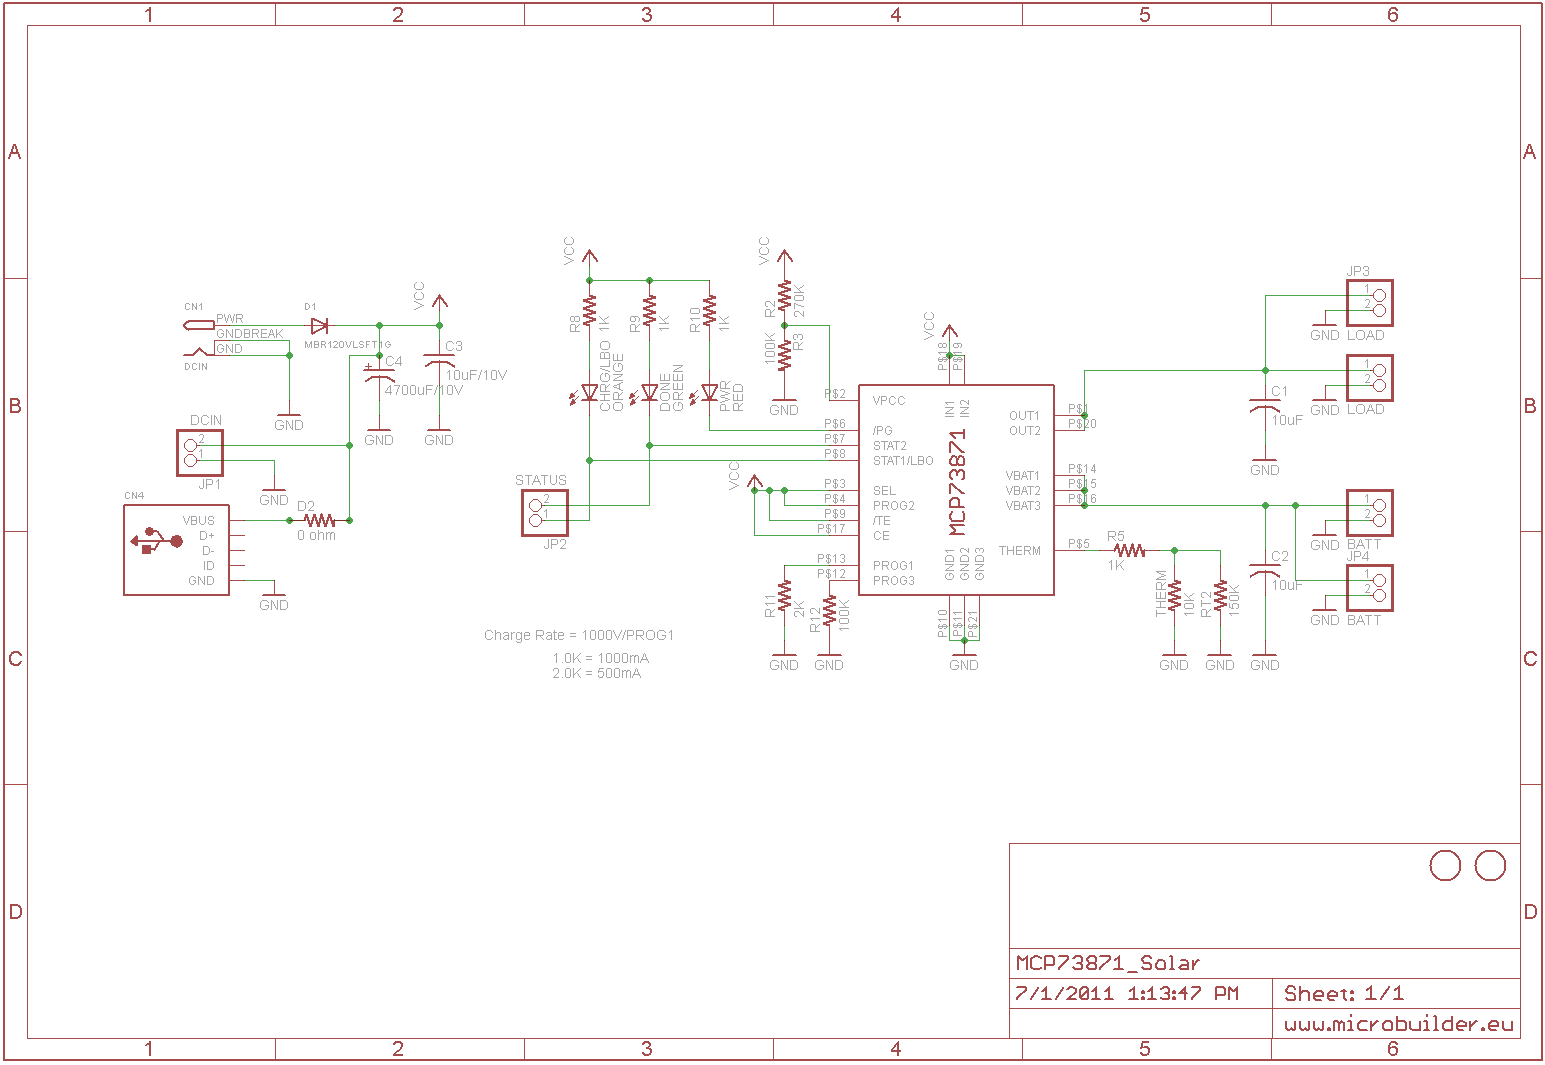 1 2 3 4 5 6
A A
B B
C C
D D
1 2 3 4 5 6
CN1
PWR
GNDBREAK
GND
DCIN
D1
MBR120VLSFT1G
VCC
C4
4700uF/10V
C3
10uF/10V
GND
GND
GND
DCIN
2
1
JP1
GND
CN4
VBUS
D+
D-
ID
GND
D2
0 ohm
GND
VCC
R8
1K
R9
1K
R10
1K
CHRG/LBO
ORANGE
DONE
GREEN
PWR
RED
STATUS
2
1
JP2
VCC
R2
270K
100K
R3
GND
VCC
VCC
P$18
P$19
P$2
P$6
P$7
P$8
P$3
P$4
P$9
P$17
P$13
P$12
VPCC
/PG
STAT2
STAT1/LBO
SEL
PROG2
/TE
CE
PROG1
PROG3
IN1
IN2
MCP73871
GND1
GND2
GND3
OUT1
OUT2
VBAT1
VBAT2
VBAT3
THERM
P$1
P$20
P$14
P$15
P$16
P$5
P$10
P$11
P$21
GND
R11
2K
GND
R12
100K
GND
Charge Rate = 1000V/PROG1
1.0K = 1000mA
2.0K = 500mA
R5
1K
THERM
10K
RT2
150K
GND
GND
C1
10uF
GND
C2
10uF
GND
JP3
1
2
GND
LOAD
1
2
GND
LOAD
1
2
GND
BATT
JP4
1
2
GND
BATT
MCP73871_Solar
7/1/2011 1:13:47 PM
Sheet: 1/1
www.microbuilder.eu